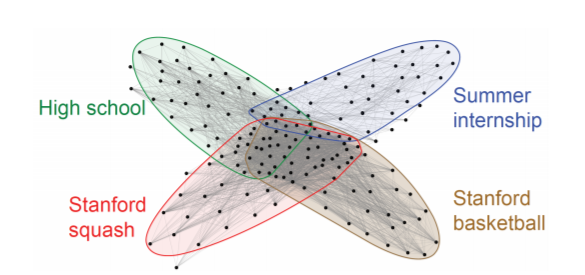 High school
Summer
internship
Stanford
squash
Stanford
basketball